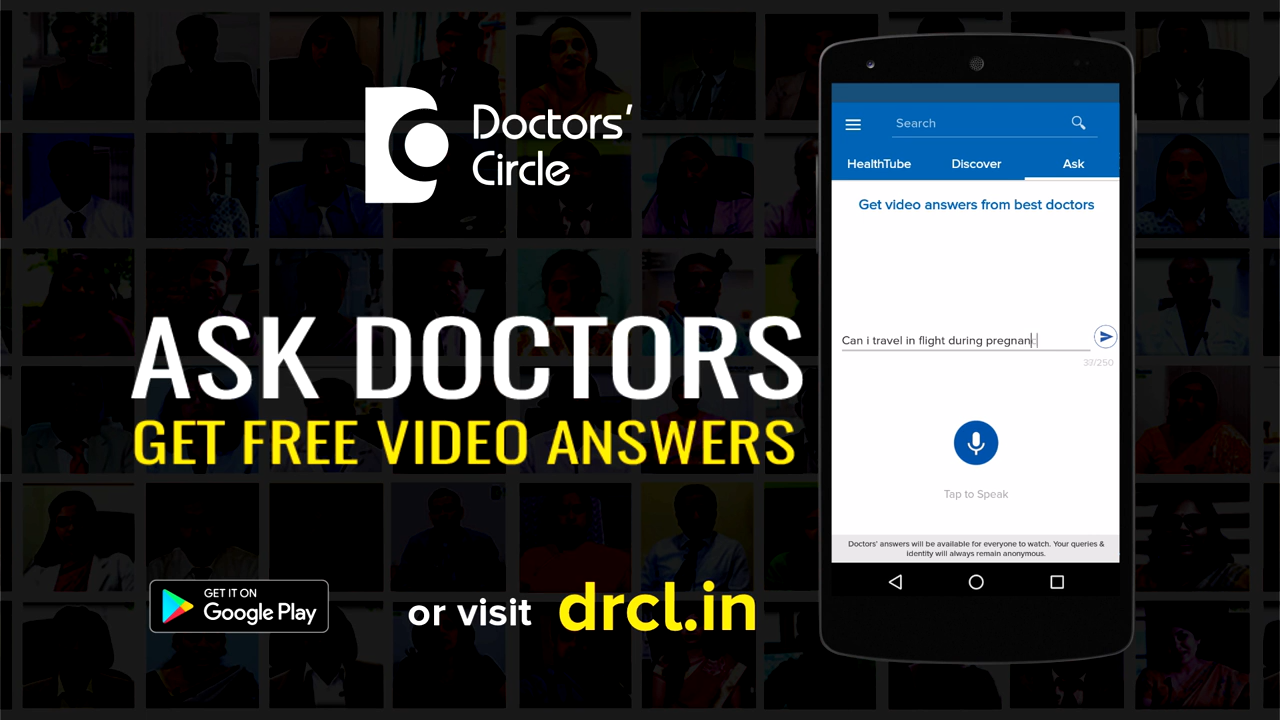 Doctors'
Circle
ASK DOCTORS
GET FREE VIDEO ANSWERS
GET IT ON
Google Play
or visit drcl.in
Search
HealthTube Discover Ask
Get video answers from best doctors
Can i travel in flight during pregnan
/250
Tap to Speak
Doctors' answers will be available for everyone to watch. Your queries &
identity will always remain anonymous.